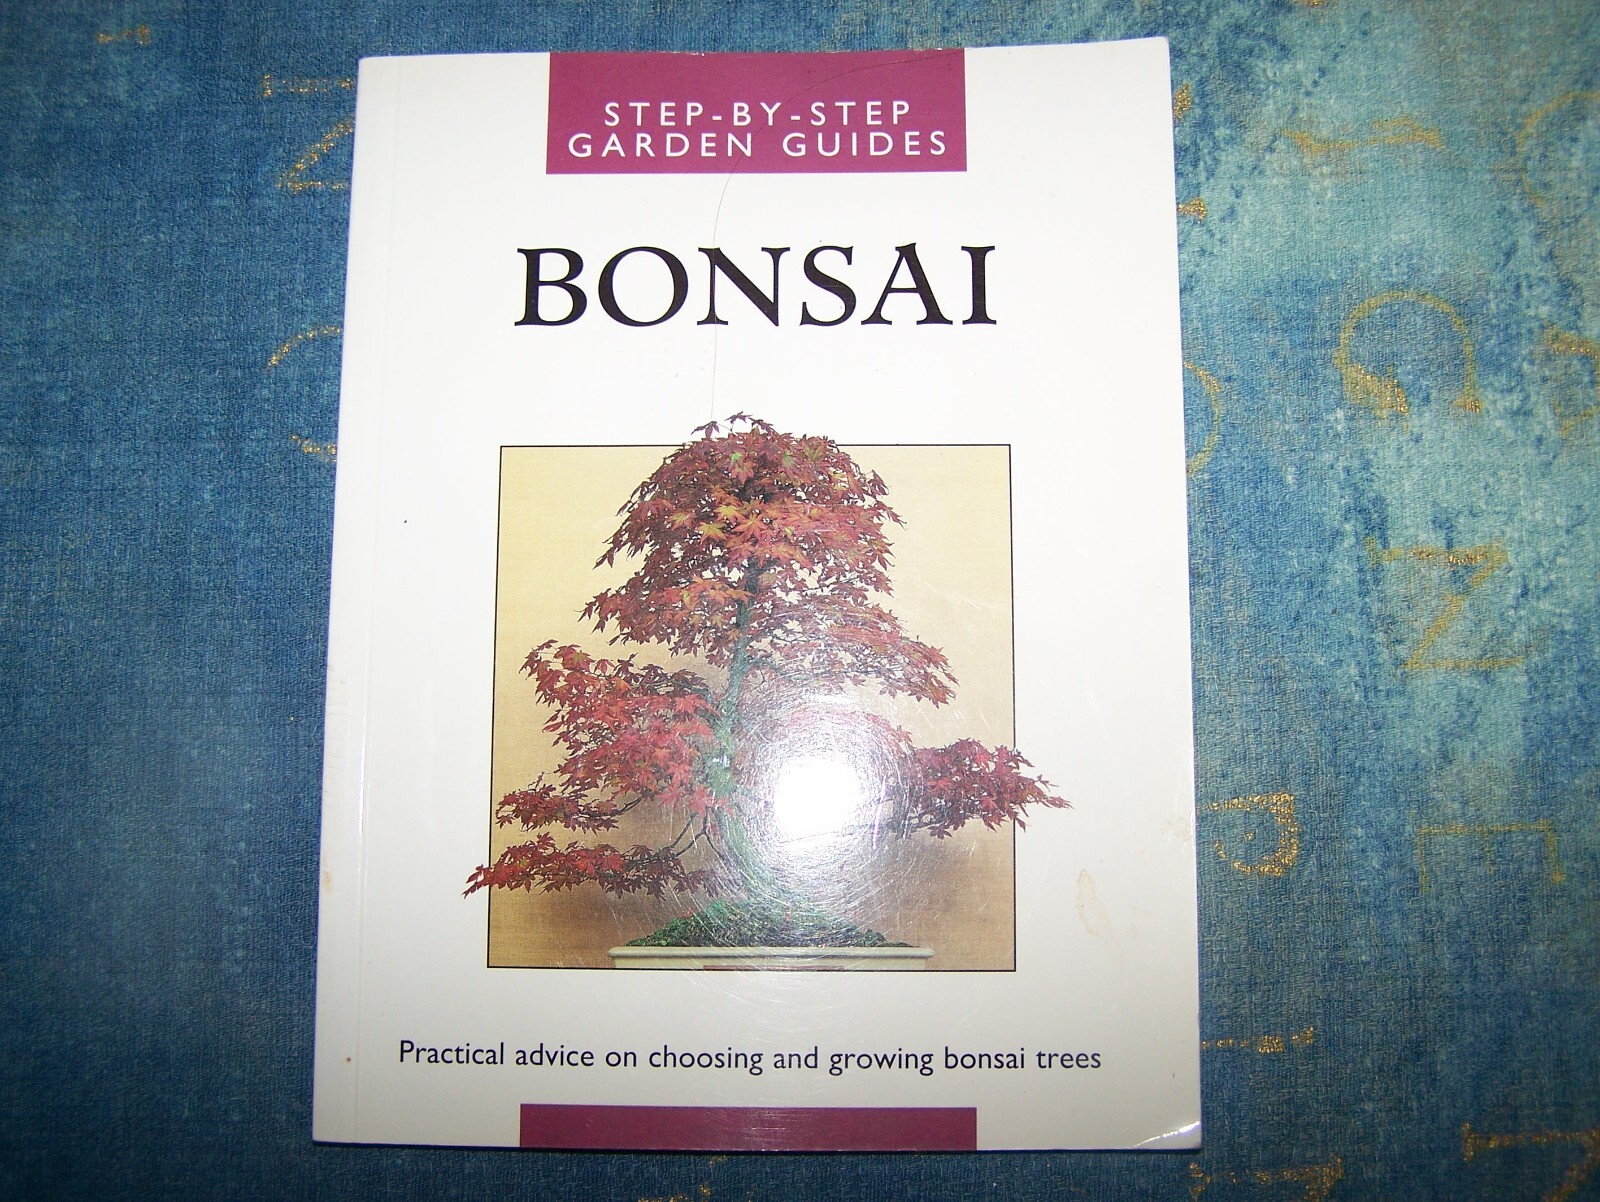 STEP-BY-STEP
GARDEN GUIDES
BONSAI
Practical advice on choosing and growing bonsai trees